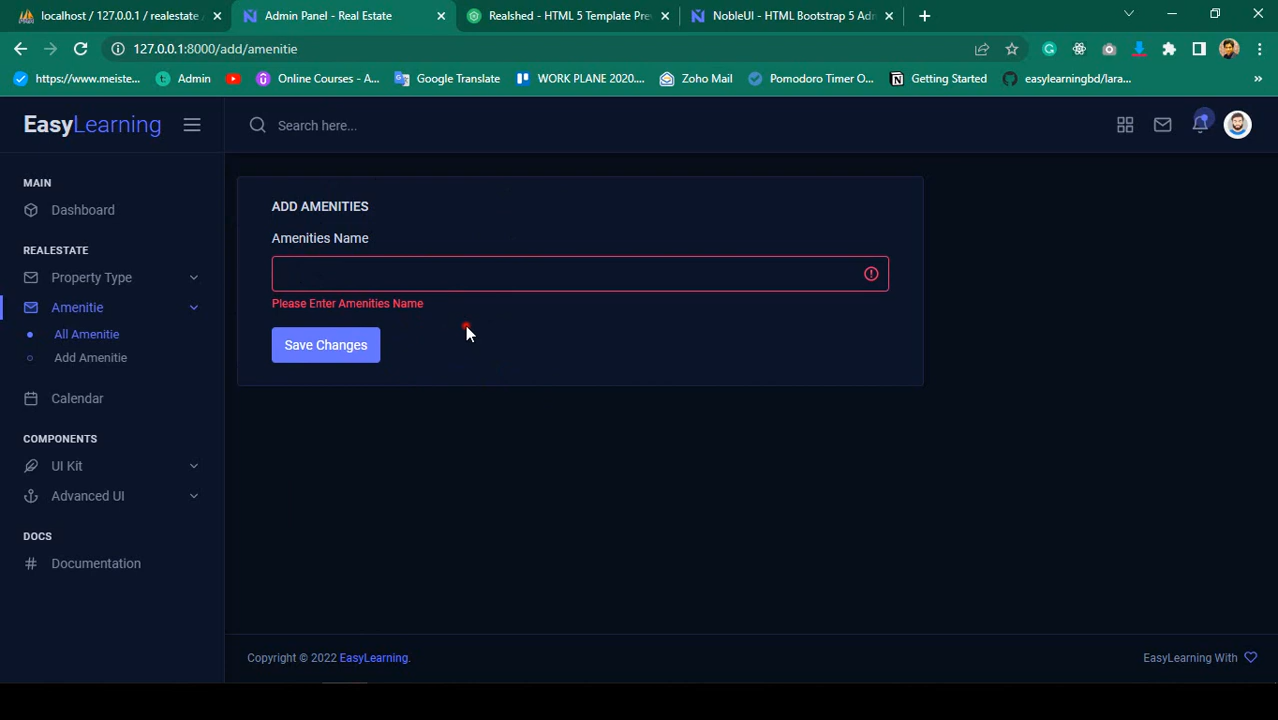 localhost / 127.0.0.1 / realestate
Admin Panel - Real Estate
Realshed - HTML 5 Template Pre
NobleUI - HTML Bootstrap 5 Adm
127.0.0.1:8000/add/amenitie
https://www.meiste...
Admin
Online Courses - A...
Google Translate
WORK PLANE 2020....
Zoho Mail
Pomodoro Timer O...
Getting Started
easylearningbd/lara...
»
EasyLearning
Search here...
MAIN
Dashboard
REALESTATE
Property Type
Amenitie
All Amenitie
Add Amenitie
Calendar
COMPONENTS
UI Kit
Advanced UI
DOCS
Documentation
ADD AMENITIES
Amenities Name
Please Enter Amenities Name
Save Changes
Copyright © 2022 EasyLearning.
EasyLearning With